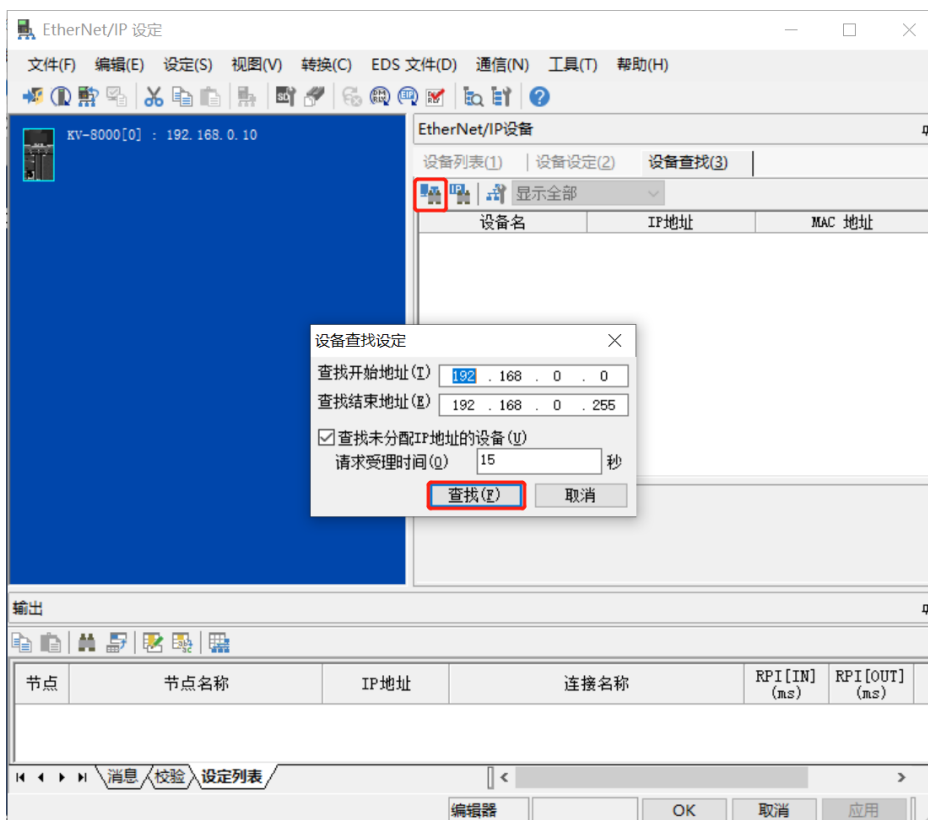 EtherNet/IP 设定
文件(F) 编辑(E) 设定(S) 视图(V) 转换(C) EDS 文件(D) 通信(N) 工具(T) 帮助(H)
KV-8000[0] : 192.168.0.10
EtherNet/IP设备
设备列表(1) 设备设定(2) 设备查找(3)
显示全部
设备名 IP地址 MAC 地址
设备查找设定
查找开始地址(T) 192 . 168 . 0 . 0
查找结束地址(E) 192 . 168 . 0 . 255
查找未分配IP地址的设备(U)
请求受理时间(O) 15 秒
查找(F) 取消
输出
节点 节点名称 IP地址 连接名称 RPI[IN] (ms) RPI[OUT] (ms)
消息 校验 设定列表
编辑器 OK 取消 应用